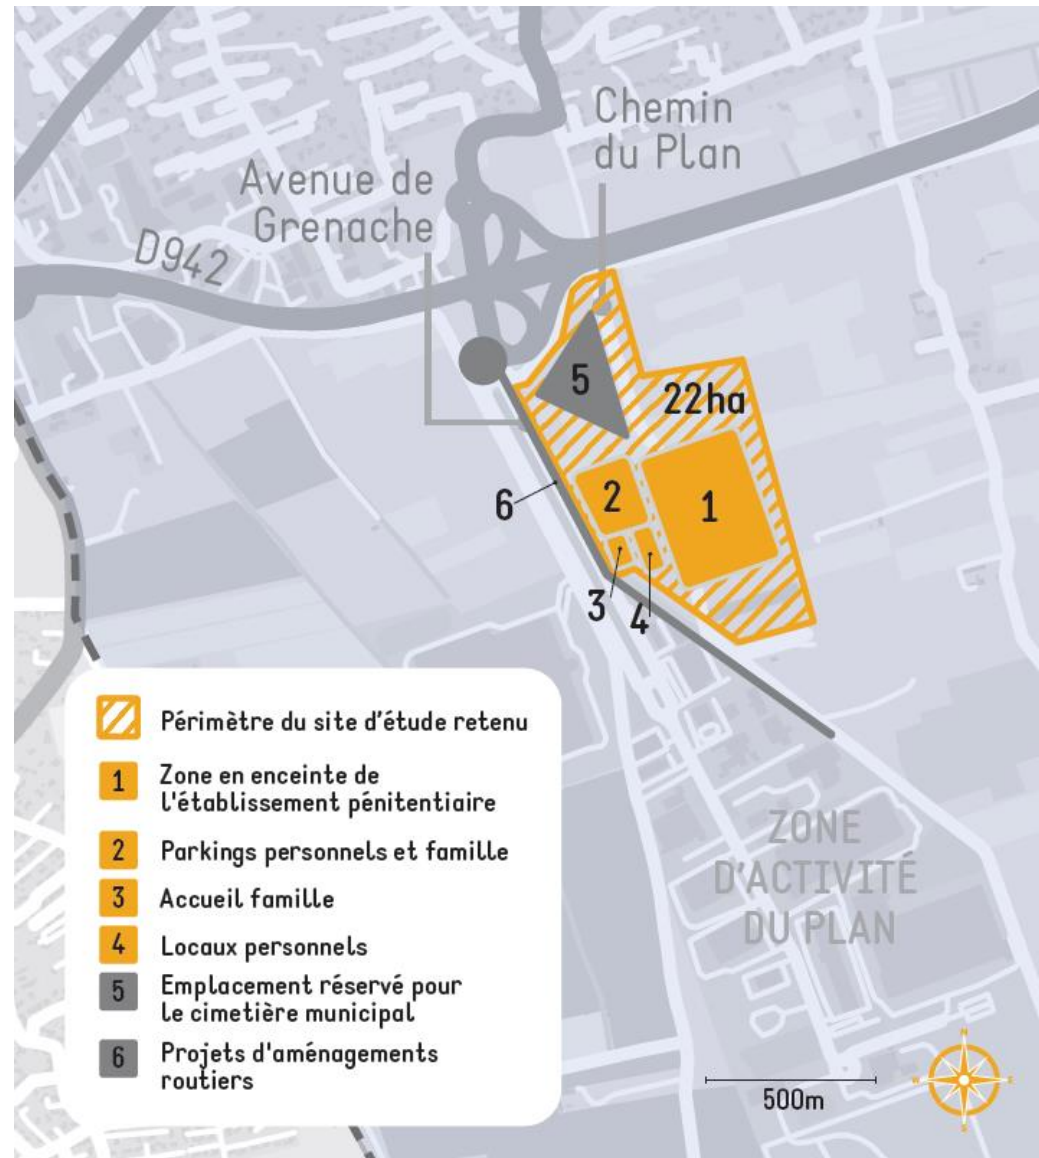 Chemin
du Plan
Avenue de
Grenache
D942
5
22ha
2
1
6
3
4
Périmètre du site d'étude retenu
1
Zone en enceinte de
l'établissement pénitentiaire
2
Parkings personnels et famille
3
Accueil famille
4
Locaux personnels
5
Emplacement réservé pour
le cimetière municipal
6
Projets d'aménagements
routiers
ZONE
D'ACTIVITÉ
DU PLAN
500m
N
W
E
S